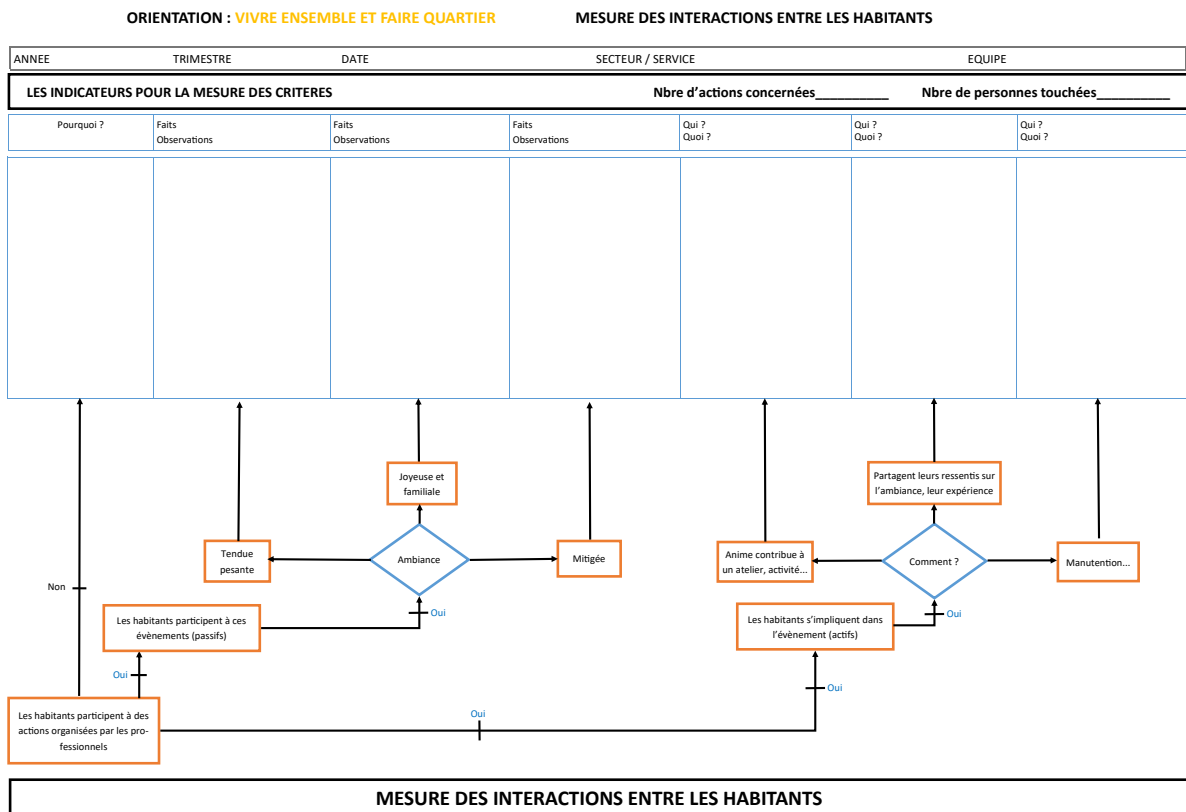 ORIENTATION : VIVRE ENSEMBLE ET FAIRE QUARTIER MESURE DES INTERACTIONS ENTRE LES HABITANTS
ANNEE TRIMESTRE DATE SECTEUR / SERVICE EQUIPE
LES INDICATEURS POUR LA MESURE DES CRITERES Nbre d'actions concernées__________ Nbre de personnes touchées__________
Pourquoi ?
Faits
Observations
Faits
Observations
Faits
Observations
Qui ?
Quoi ?
Qui ?
Quoi ?
Qui ?
Quoi ?
Joyeuse et
familiale
Partagent leurs ressentis sur
l'ambiance, leur expérience
Tendue
pesante
Ambiance
Mitigée
Anime contribue à
un atelier, activité...
Comment ?
Manutention...
Non
Les habitants participent à ces
évènements (passifs)
Oui
Les habitants s'impliquent dans
l'évènement (actifs)
Oui
Oui
Oui
Les habitants participent à des
actions organisées par les pro-
fessionnels
Oui
MESURE DES INTERACTIONS ENTRE LES HABITANTS